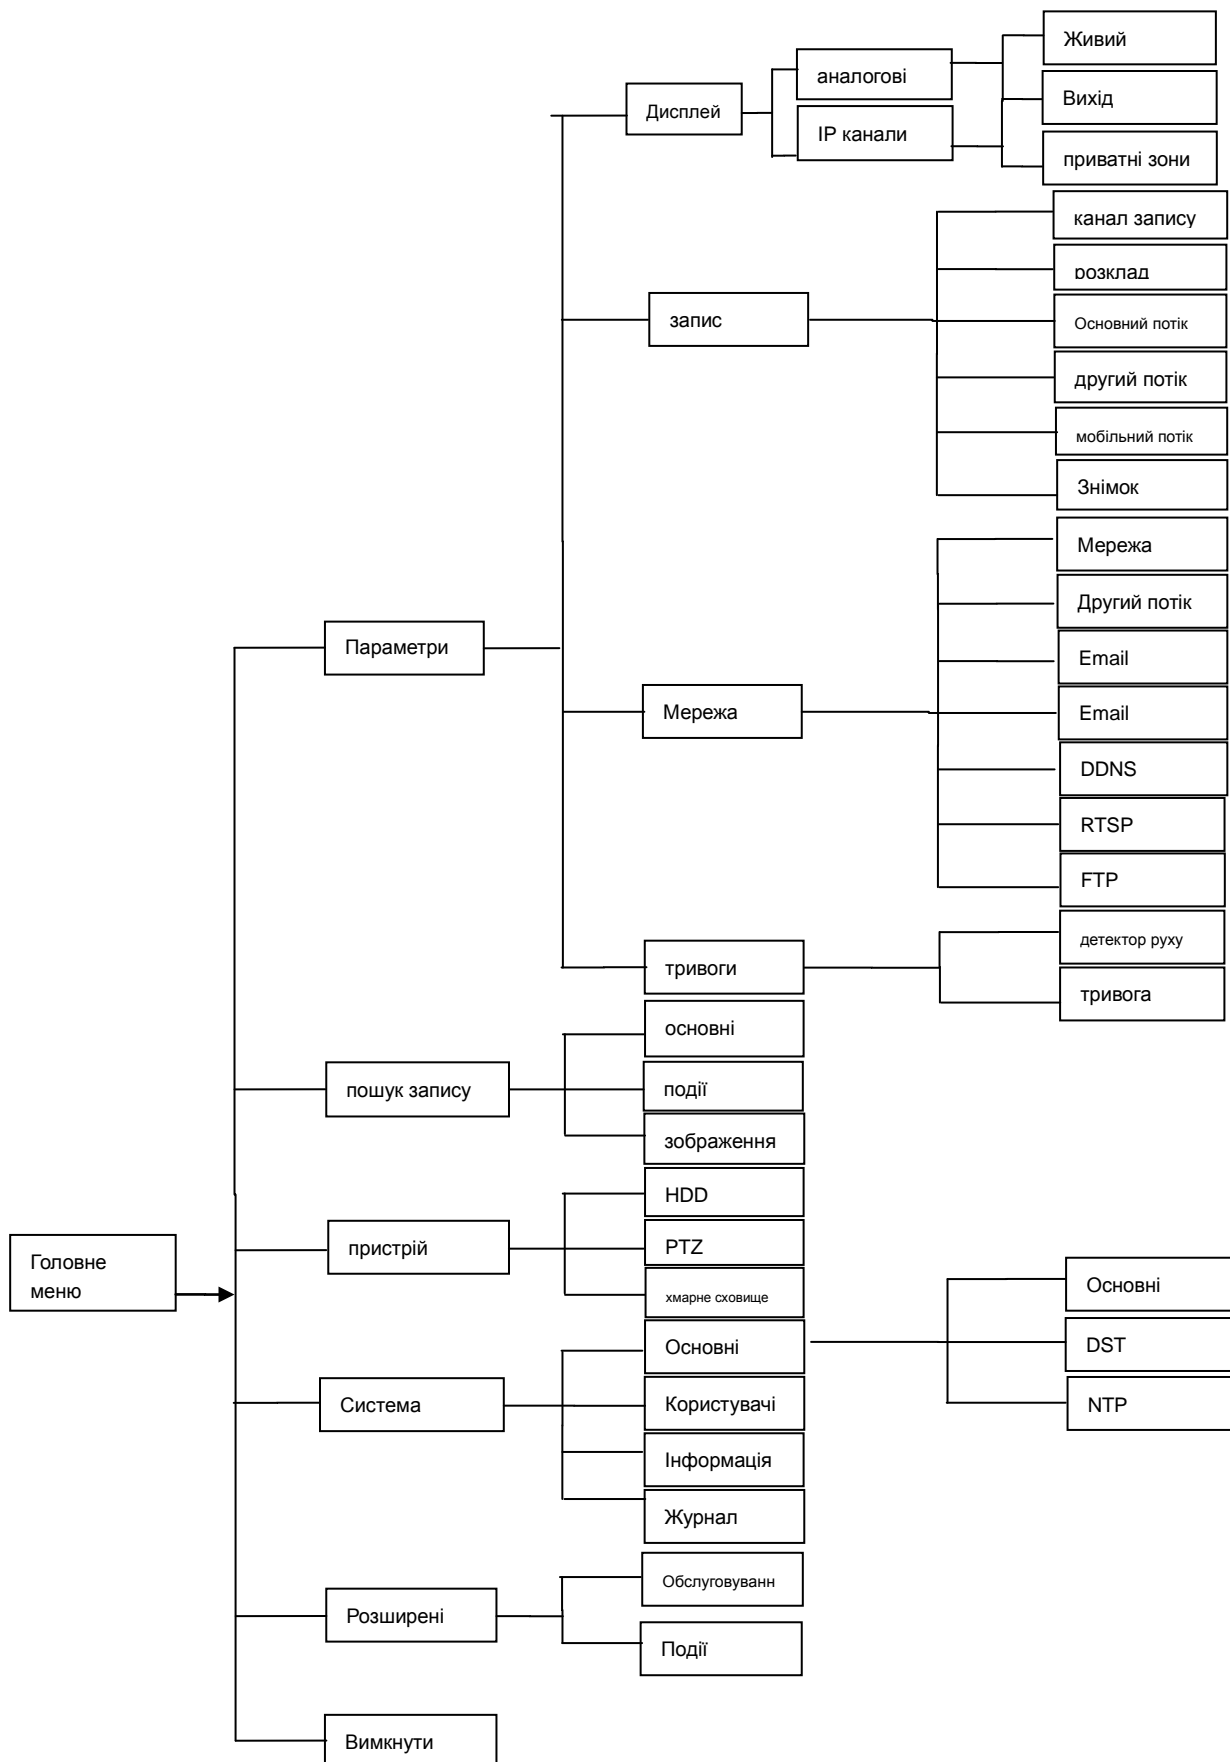 Живий
аналогові
Дисплей
Вихід
IP канали
приватні зони
канал запису
розклад
запис
Основний потік
другий потік
мобільний потік
Знімок
Мережа
Другий потік
Параметри
Email
Мережа
Email
DDNS
RTSP
FTP
детектор руху
тривоги
тривога
основні
пошук запису
події
зображення
HDD
пристрій
PTZ
хмарне сховище
Головне
меню
Основні
Основні
DST
NTP
Система
Користувачі
Інформація
Журнал
Обслуговуванн
Розширені
Події
Вимкнути